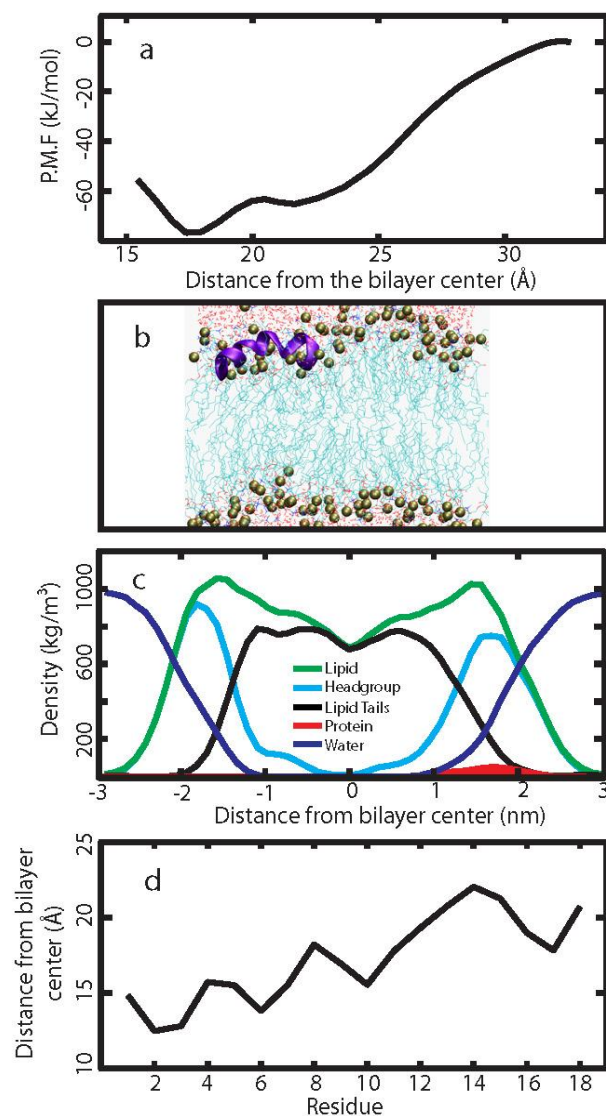 a
P.M.F (kJ/mol)
0
-20
-40
-60
15 20 25 30
Distance from the bilayer center (Å)
b
c
Density (kg/m³)
1000
600
200
Lipid
Headgroup
Lipid Tails
Protein
Water
-3 -2 -1 0 1 2 3
Distance from bilayer center (nm)
d
Distance from bilayer
center (Å)
25
20
15
10
2 4 6 8 10 12 14 16 18
Residue